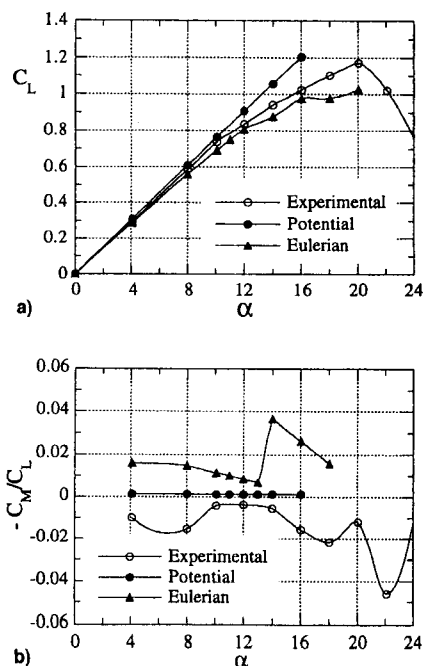 1.4
1.2
C_L
1
0.8
0.6
0.4
0.2
0
Experimental
Potential
Eulerian
0 4 8 12 16 20 24
a) α
0.06
0.04
0.02
0
-0.02
-0.04
-0.06
- C_M/C_L
Experimental
Potential
Eulerian
0 4 8 12 16 20 24
b) α